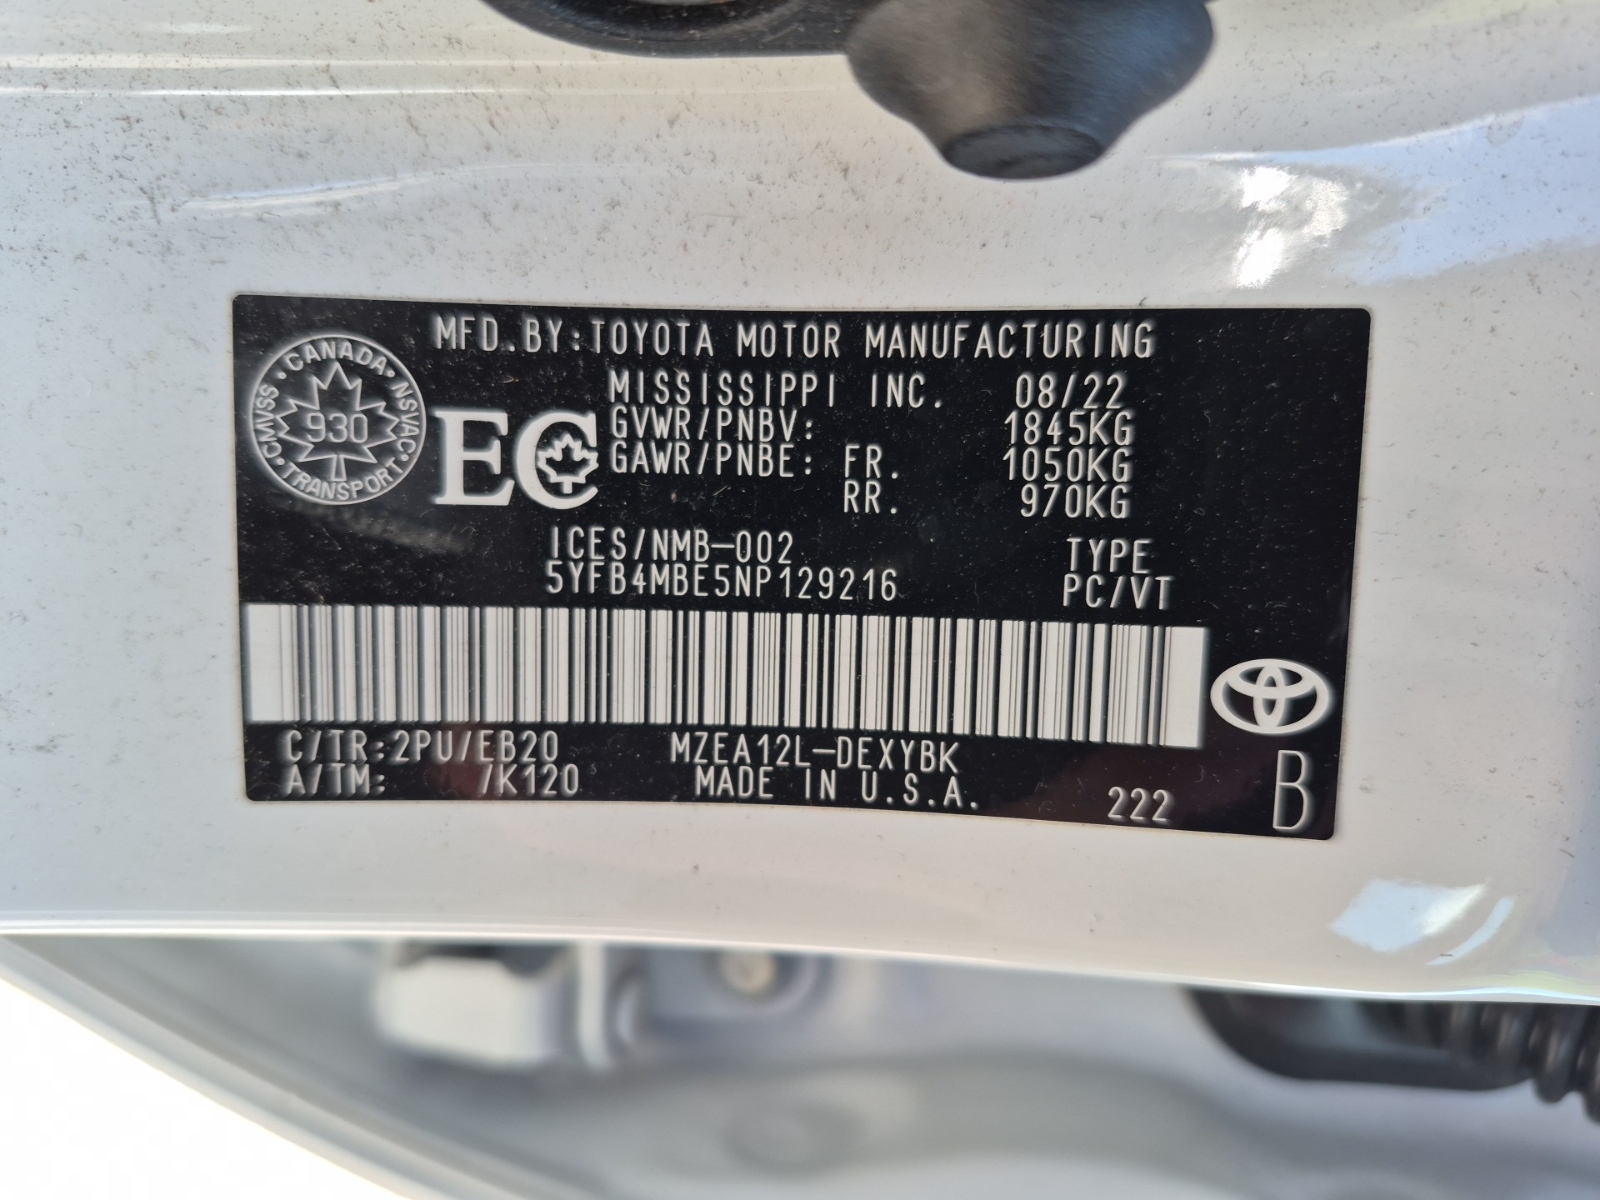 MFD.BY:TOYOTA MOTOR MANUFACTURING
MISSISSIPPI INC. 08/22
GVWR/PNBV: 1845KG
GAWR/PNBE: FR. 1050KG
RR. 970KG
CANADA
CMVSS
NSVAC
930
TRANSPORT
EC
ICES/NMB-002
5YFB4MBE5NP129216
TYPE
PC/VT
C/TR:2PU/EB20
A/TM: /K120
MZEA12L-DEXYBK
MADE IN U.S.A.
222
B